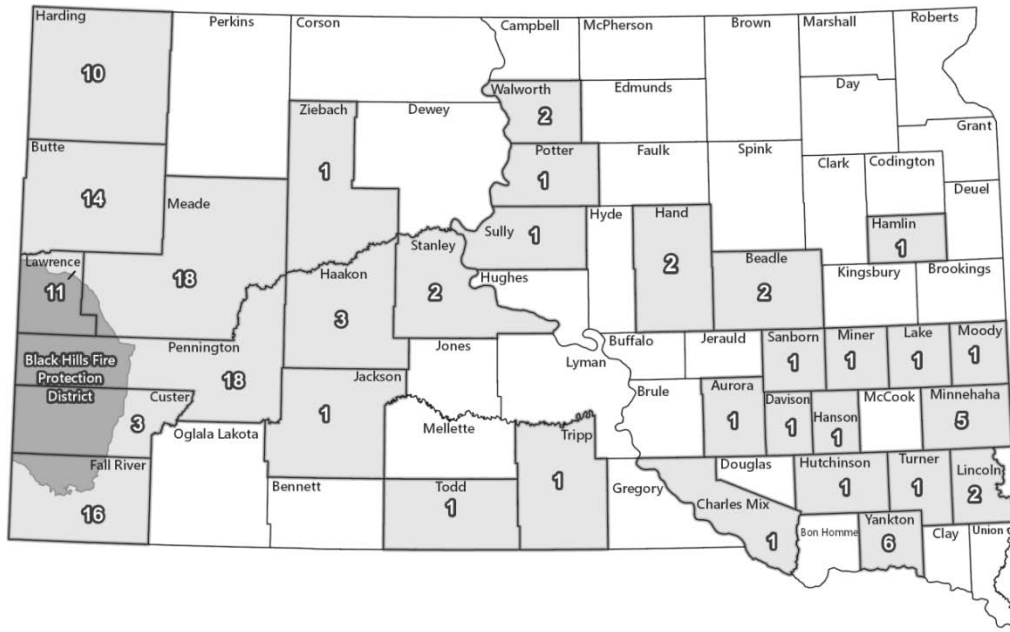 Harding
10
Perkins
Corson
Campbell
McPherson
Brown
Marshall
Roberts
Walworth
2
Edmunds
Day
Ziebach
1
Dewey
Grant
Butte
14
Potter
1
Faulk
Spink
Clark
Codington
Deuel
Meade
18
Sully
1
Hyde
Hand
2
Hamlin
1
Stanley
2
Hughes
Beadle
2
Kingsbury
Brookings
Lawrence
11
Haakon
3
Black Hills Fire
Protection
District
Pennington
18
Jones
Lyman
Buffalo
Jerauld
Sanborn
1
Miner
1
Lake
1
Moody
1
Custer
3
Jackson
1
Brule
Aurora
1
Davison
1
Hanson
1
McCook
Minnehaha
5
Oglala Lakota
Mellette
Tripp
1
Fall River
16
Bennett
Todd
1
Gregory
Douglas
Charles Mix
1
Hutchinson
1
Turner
1
Lincoln
2
Bon Homme
Yankton
6
Clay
Union